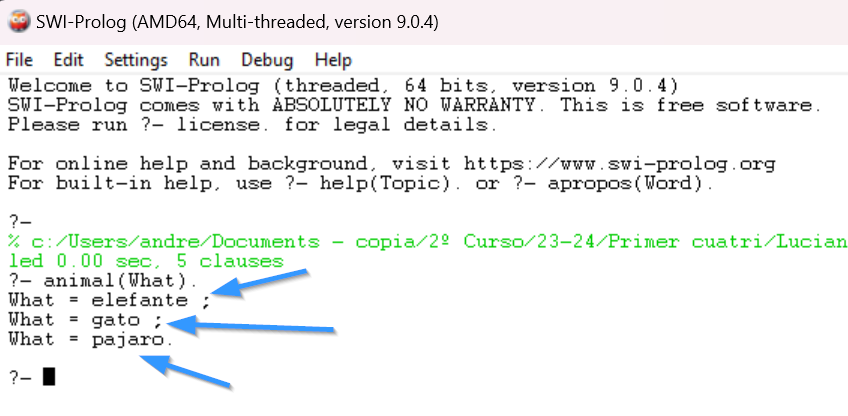 SWI-Prolog (AMD64, Multi-threaded, version 9.0.4)
File Edit Settings Run Debug Help
Welcome to SWI-Prolog (threaded, 64 bits, version 9.0.4)
SWI-Prolog comes with ABSOLUTELY NO WARRANTY. This is free software.
Please run ?- license. for legal details.
For online help and background, visit https://www.swi-prolog.org
For built-in help, use ?- help(Topic). or ?- apropos(Word).
?-
% c:/Users/andre/Documents - copia/2º Curso/23-24/Primer cuatri/Lucian
led 0.00 sec, 5 clauses
?- animal(What).
What = elefante ;
What = gato ;
What = pajaro.
?-